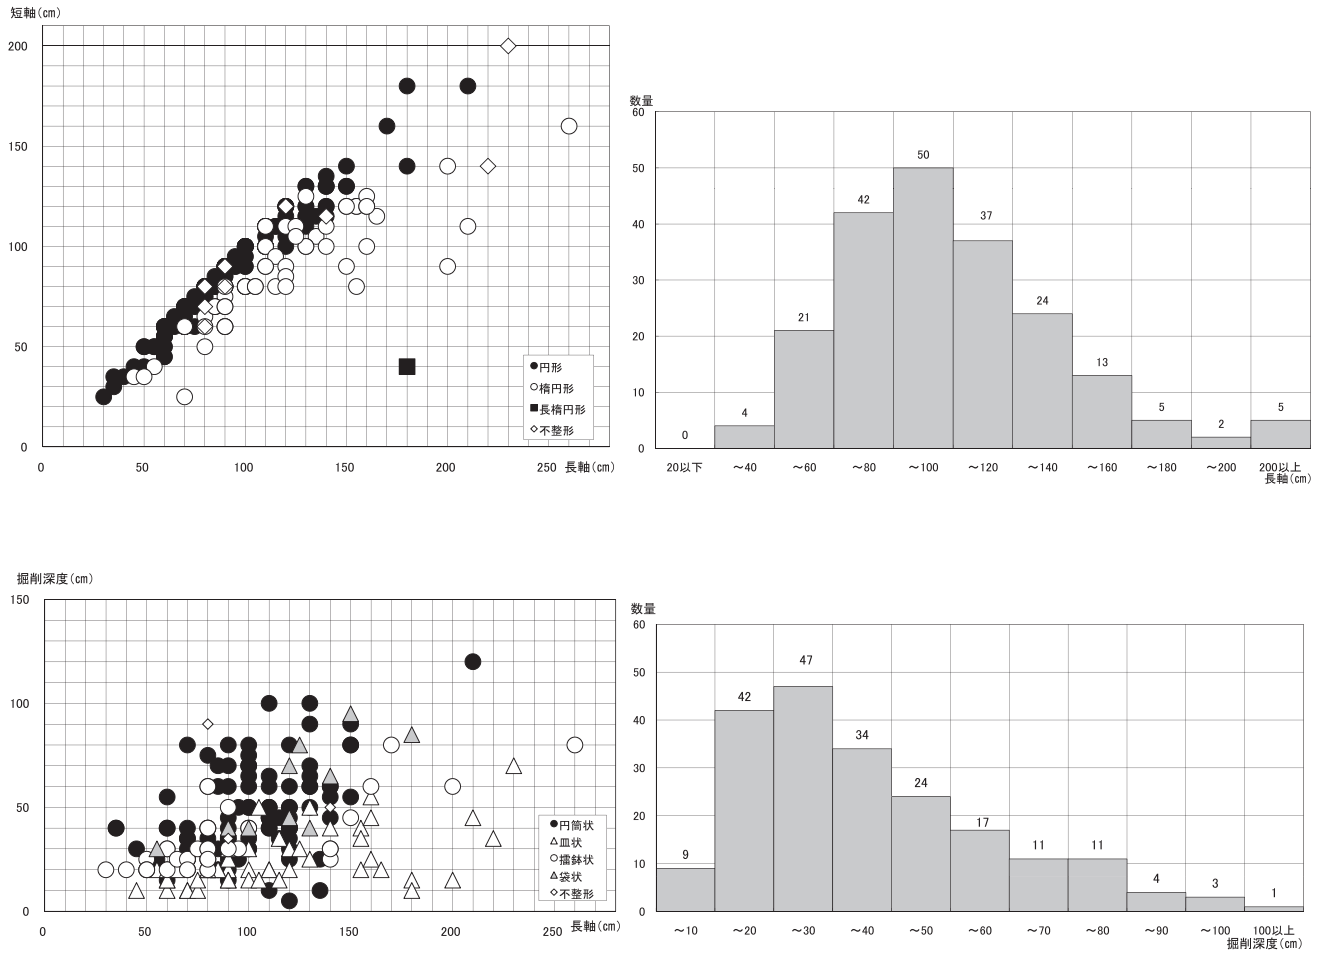 短軸(cm)
200
150
100
50
0
0 50 100 150 200 250 長軸(cm)
●円形
○楕円形
■長楕円形
◇不整形
数量
60
50
40
30
20
10
0
0 4 21 42 50 37 24 13 5 2 5
20以下 ～40 ～60 ～80 ～100 ～120 ～140 ～160 ～180 ～200 200以上
長軸(cm)
掘削深度(cm)
150
100
50
0
0 50 100 150 200 250 長軸(cm)
●円筒状
△皿状
○擂鉢状
▲袋状
◇不整形
数量
60
50
40
30
20
10
0
9 42 47 34 24 17 11 11 4 3 1
～10 ～20 ～30 ～40 ～50 ～60 ～70 ～80 ～90 ～100 100以上
掘削深度(cm)